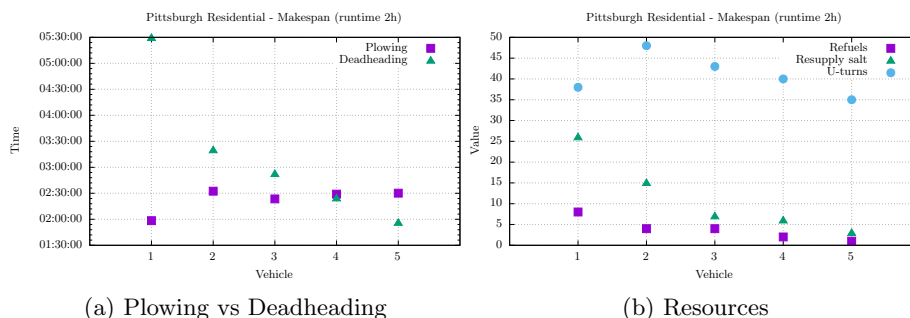 Pittsburgh Residential - Makespan (runtime 2h)
Plowing
Deadheading
05:30:00
05:00:00
04:30:00
04:00:00
03:30:00
03:00:00
02:30:00
02:00:00
01:30:00
Time
1 2 3 4 5
Vehicle
(a) Plowing vs Deadheading
Pittsburgh Residential - Makespan (runtime 2h)
Refuels
Resupply salt
U-turns
50
45
40
35
30
25
20
15
10
5
0
Value
1 2 3 4 5
Vehicle
(b) Resources